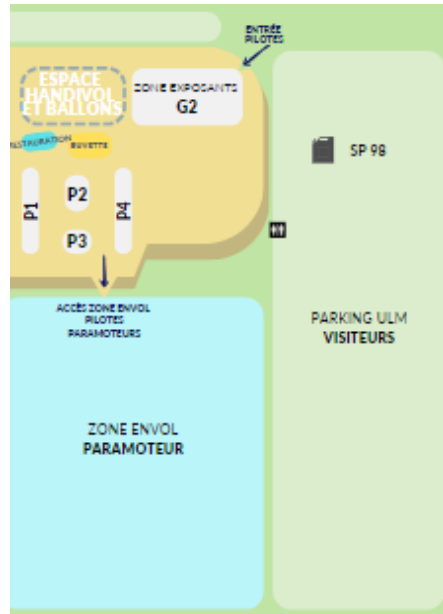 ENTRÉE
PILOTES
ESPACE
HANDIVOL
ET BALLONS
ZONE EXPOSANTS
G2
BUVETTE
SP 98
P1
P2
P4
P3
ACCÈS ZONE ENVOL
PILOTES
PARAMOTEURS
PARKING ULM
VISITEURS
ZONE ENVOL
PARAMOTEUR